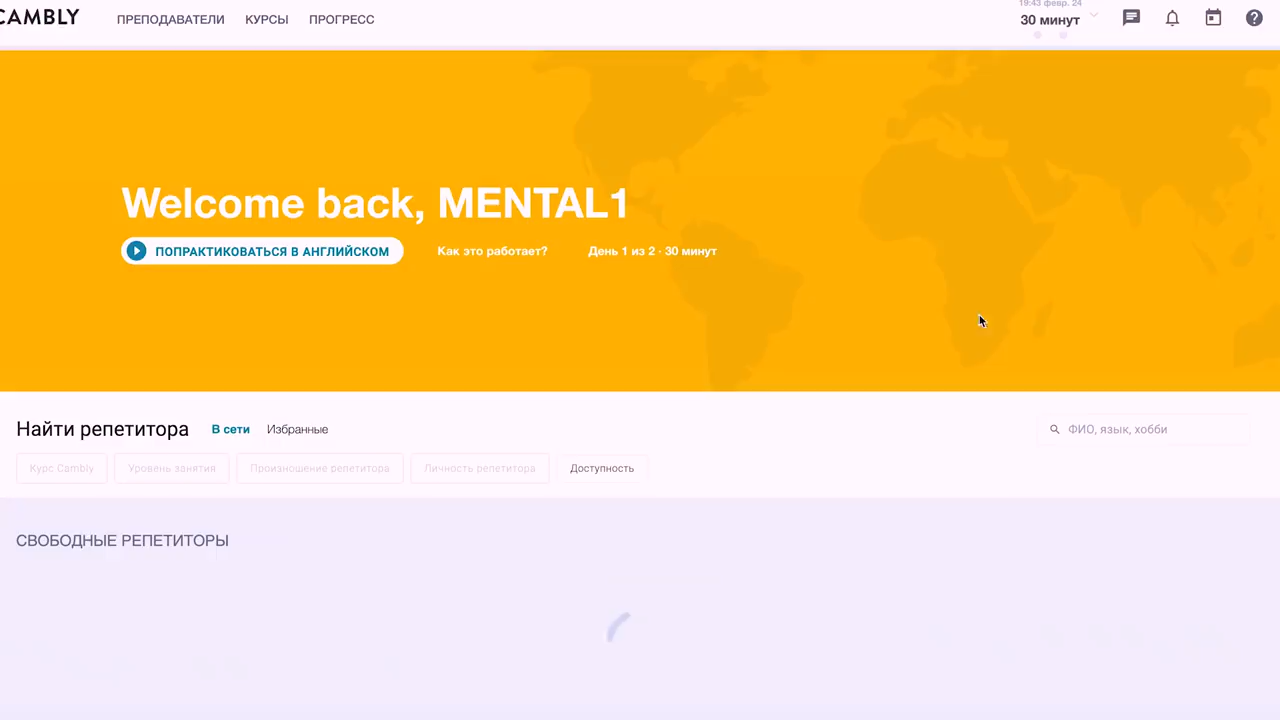 CAMBLY
ПРЕПОДАВАТЕЛИ КУРСЫ ПРОГРЕСС
19:43 февр. 24
30 минут
Welcome back, MENTAL1
ПОПРАКТИКОВАТЬСЯ В АНГЛИЙСКОМ Как это работает? День 1 из 2 · 30 минут
Найти репетитора В сети Избранные ФИО, язык, хобби
Курс Cambly Уровень занятия Произношение репетитора Личность репетитора Доступность
СВОБОДНЫЕ РЕПЕТИТОРЫ